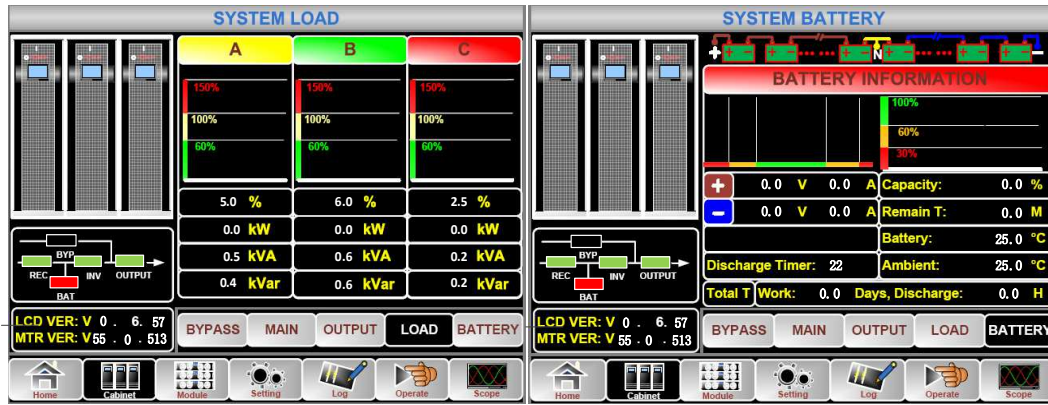 SYSTEM LOAD
A B C
150% 150% 150%
100% 100% 100%
60% 60% 60%
5.0 % 6.0 % 2.5 %
0.0 kW 0.0 kW 0.0 kW
0.5 kVA 0.6 kVA 0.2 kVA
0.4 kVar 0.6 kVar 0.2 kVar
BYP
REC INV OUTPUT
BAT
LCD VER: V 0 . 6. 57
MTR VER: V 55 . 0 . 513
BYPASS MAIN OUTPUT LOAD BATTERY
Home Cabinet Module Setting Log Operate Scope
SYSTEM BATTERY
+ N −
BATTERY INFORMATION
100%
60%
30%
+ 0.0 V 0.0 A Capacity: 0.0 %
− 0.0 V 0.0 A Remain T: 0.0 M
Battery: 25.0 °C
Discharge Timer: 22 Ambient: 25.0 °C
Total T Work: 0.0 Days, Discharge: 0.0 H
BYP
REC INV OUTPUT
BAT
LCD VER: V 0 . 6. 57
MTR VER: V 55 . 0 . 513
BYPASS MAIN OUTPUT LOAD BATTERY
Home Cabinet Module Setting Log Operate Scope